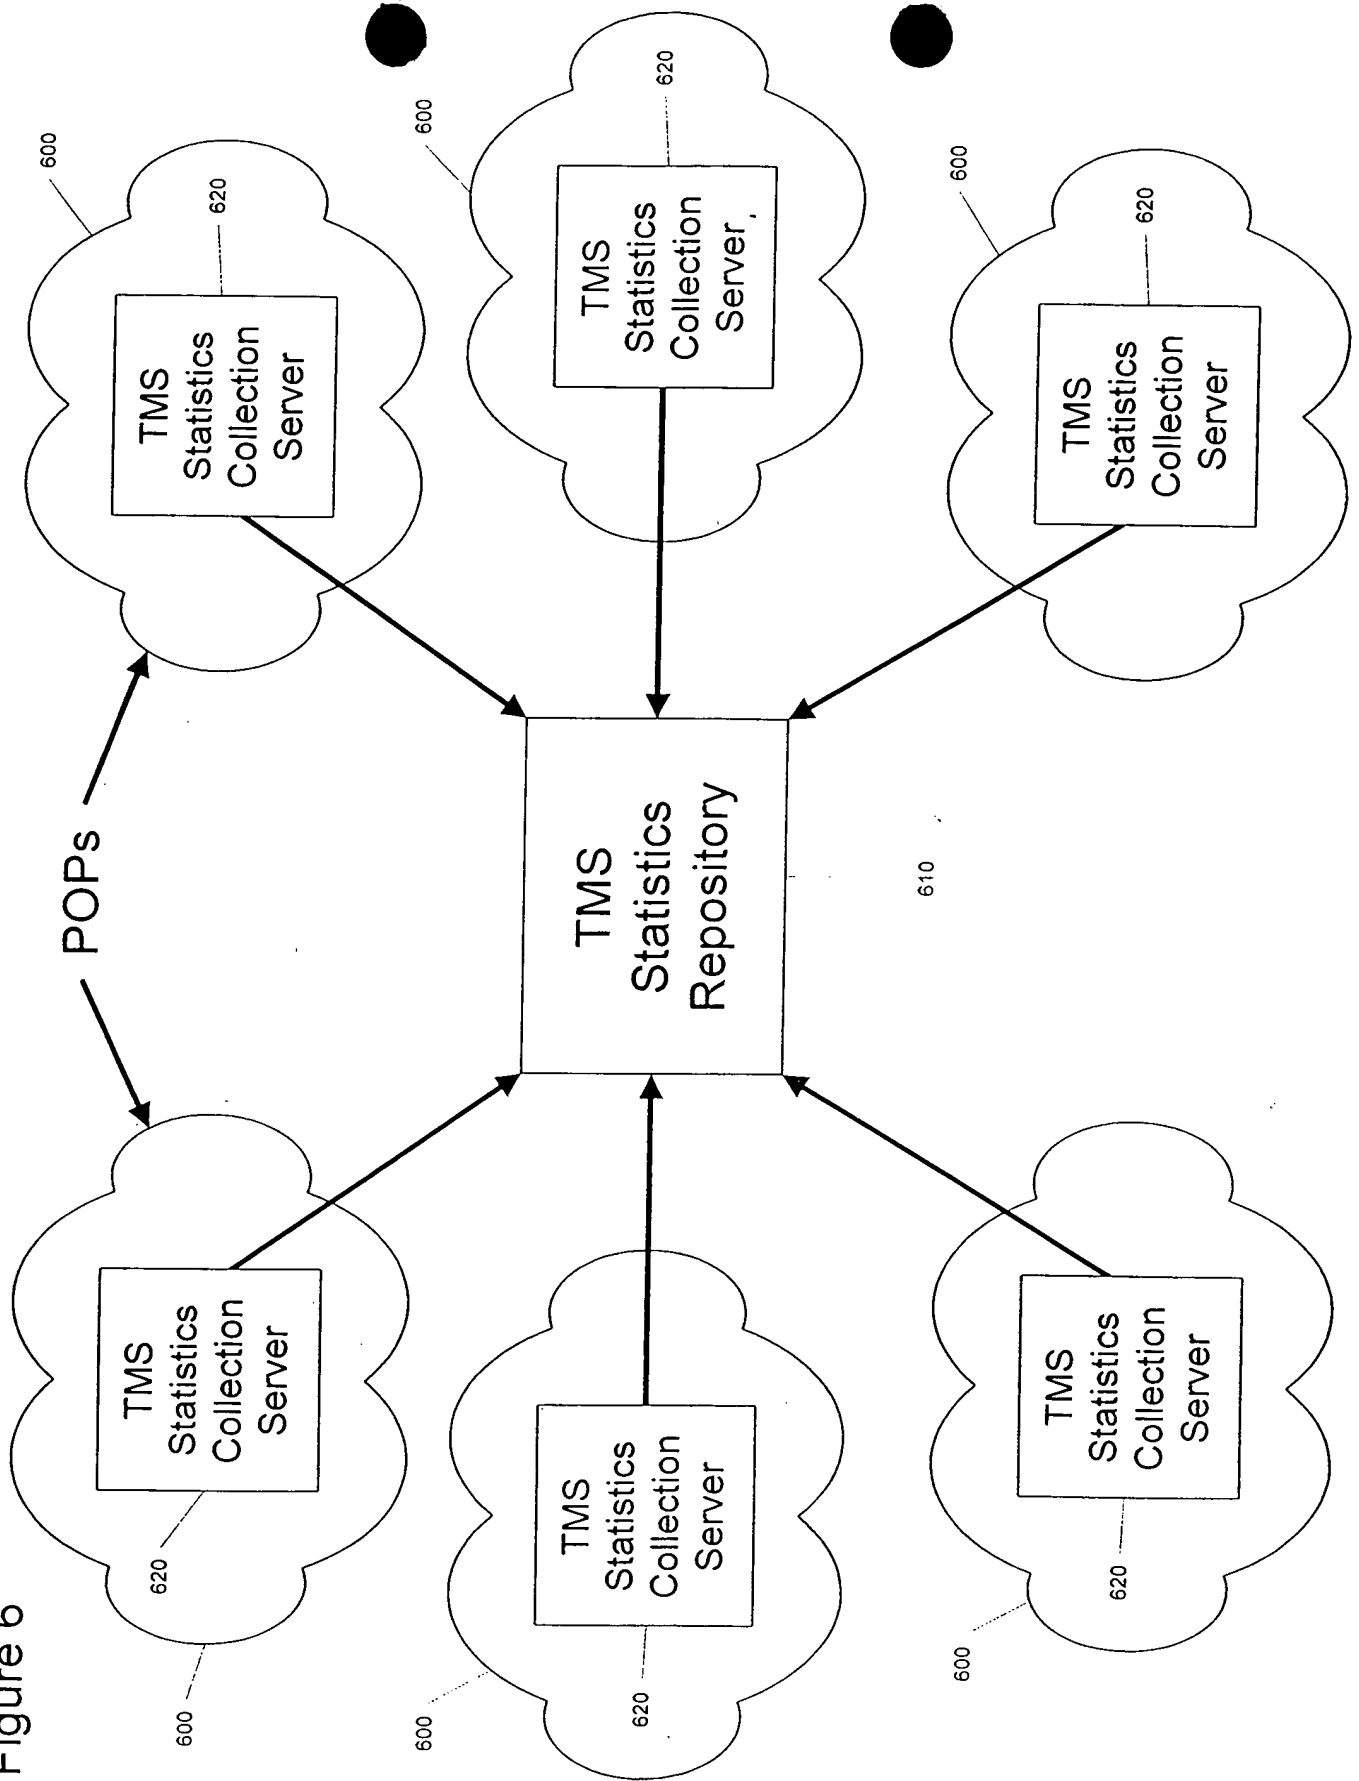 Figure 6
POPs
600
620
TMS
Statistics
Collection
Server
600
620
TMS
Statistics
Collection
Server
600
620
TMS
Statistics
Collection
Server
TMS
Statistics
Repository
610
TMS
Statistics
Collection
Server
620
600
TMS
Statistics
Collection
Server
620
600
TMS
Statistics
Collection
Server
620
600